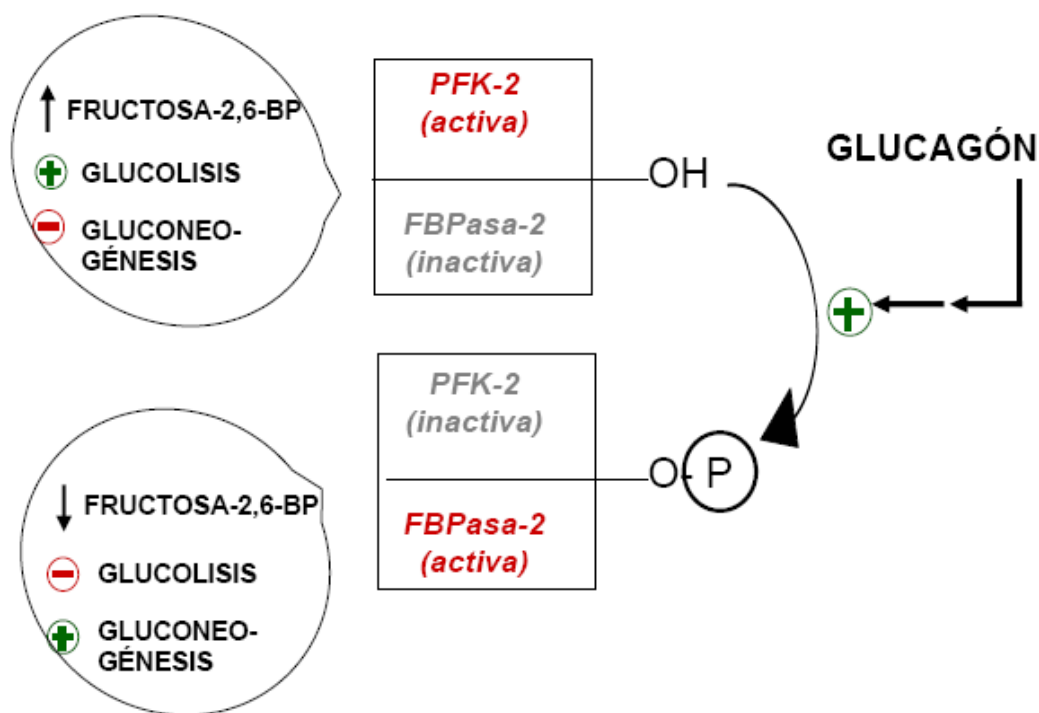 FRUCTOSA-2,6-BP
GLUCOLISIS
GLUCONEO-
GÉNESIS
PFK-2
(activa)
FBPasa-2
(inactiva)
OH
GLUCAGÓN
FRUCTOSA-2,6-BP
GLUCOLISIS
GLUCONEO-
GÉNESIS
PFK-2
(inactiva)
FBPasa-2
(activa)
O-P